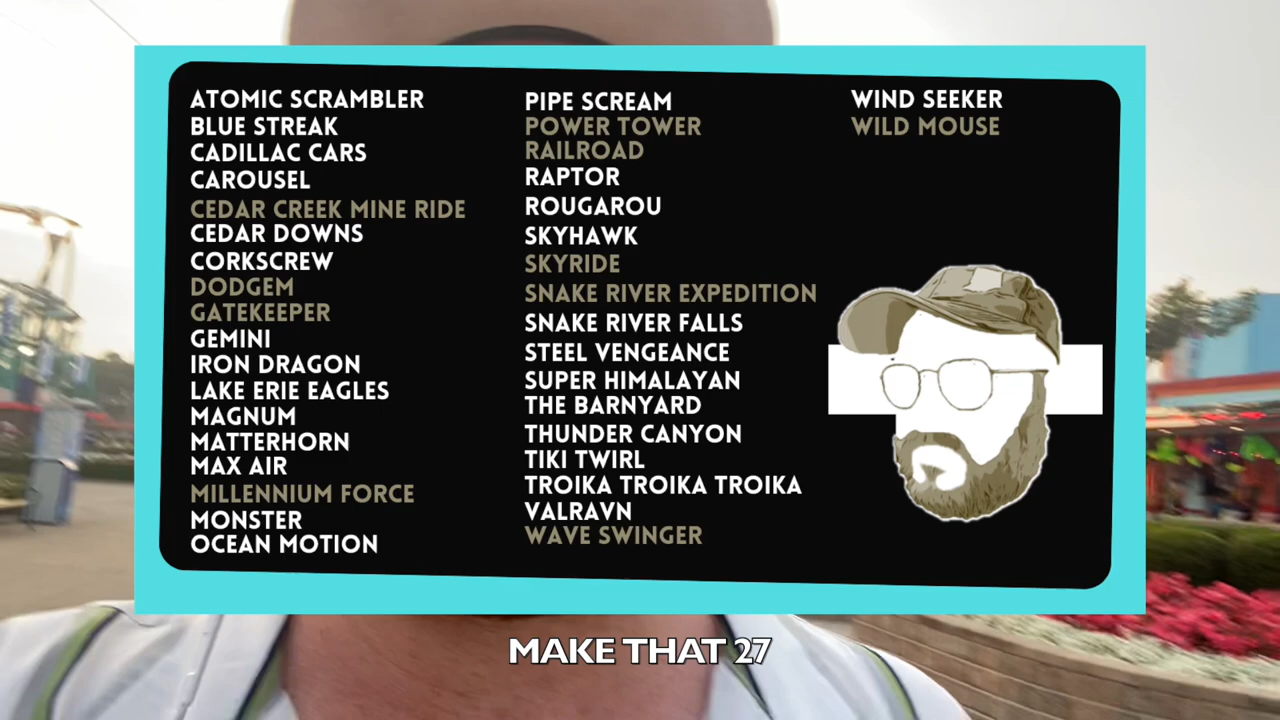 ATOMIC SCRAMBLER
BLUE STREAK
CADILLAC CARS
CAROUSEL
CEDAR CREEK MINE RIDE
CEDAR DOWNS
CORKSCREW
DODGEM
GATEKEEPER
GEMINI
IRON DRAGON
LAKE ERIE EAGLES
MAGNUM
MATTERHORN
MAX AIR
MILLENNIUM FORCE
MONSTER
OCEAN MOTION
PIPE SCREAM
POWER TOWER
RAILROAD
RAPTOR
ROUGAROU
SKYHAWK
SKYRIDE
SNAKE RIVER EXPEDITION
SNAKE RIVER FALLS
STEEL VENGEANCE
SUPER HIMALAYAN
THE BARNYARD
THUNDER CANYON
TIKI TWIRL
TROIKA TROIKA TROIKA
VALRAVN
WAVE SWINGER
WIND SEEKER
WILD MOUSE
MAKE THAT 27